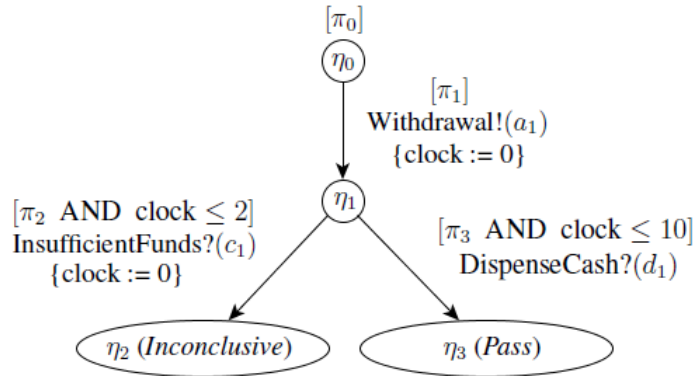 [π₀]
η₀
[π₁]
Withdrawal!(a₁)
{clock := 0}
η₁
[π₂ AND clock ≤ 2]
InsufficientFunds?(c₁)
{clock := 0}
[π₃ AND clock ≤ 10]
DispenseCash?(d₁)
η₂ (Inconclusive)
η₃ (Pass)